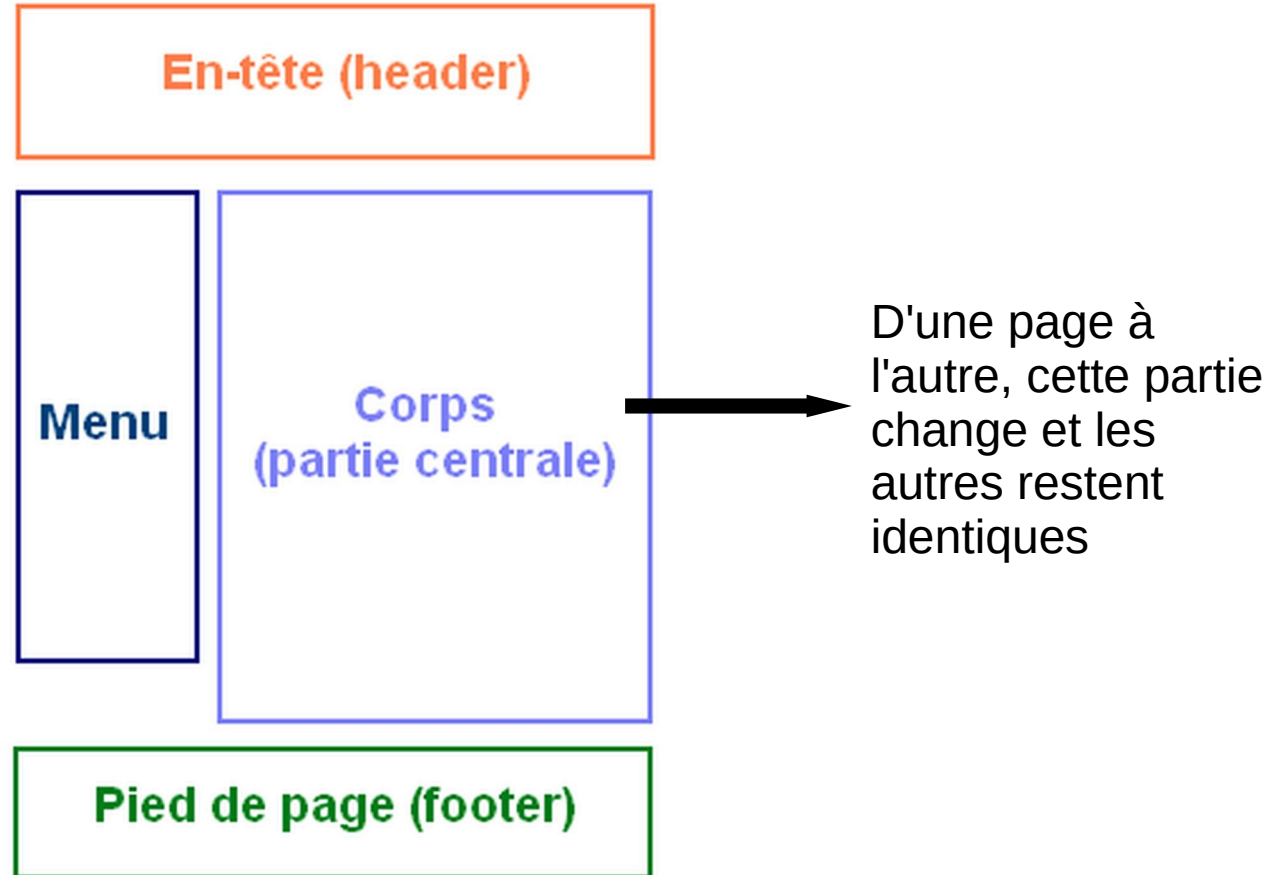 En-tête (header)
Menu
Corps
(partie centrale)
D'une page à
l'autre, cette partie
change et les
autres restent
identiques
Pied de page (footer)